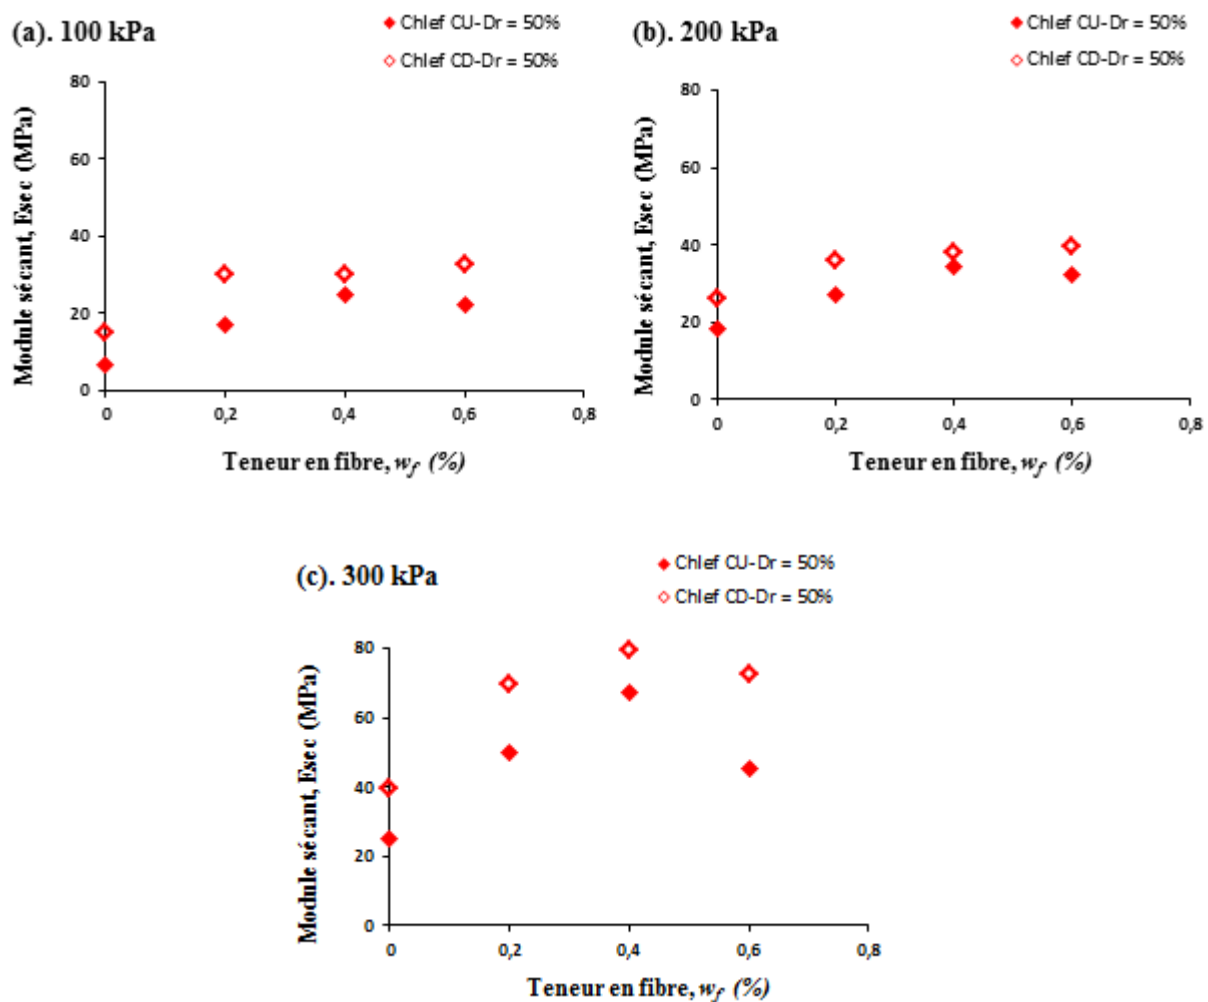 (a). 100 kPa
Chlef CU-Dr = 50%
Chlef CD-Dr = 50%
Module sécant, Esec (MPa)
80
60
40
20
0
0 0,2 0,4 0,6 0,8
Teneur en fibre, w_f (%)
(b). 200 kPa
Chlef CU-Dr = 50%
Chlef CD-Dr = 50%
Module sécant, Esec (MPa)
80
60
40
20
0
0 0,2 0,4 0,6 0,8
Teneur en fibre, w_f (%)
(c). 300 kPa
Chlef CU-Dr = 50%
Chlef CD-Dr = 50%
Module sécant, Esec (MPa)
80
60
40
20
0
0 0,2 0,4 0,6 0,8
Teneur en fibre, w_f (%)